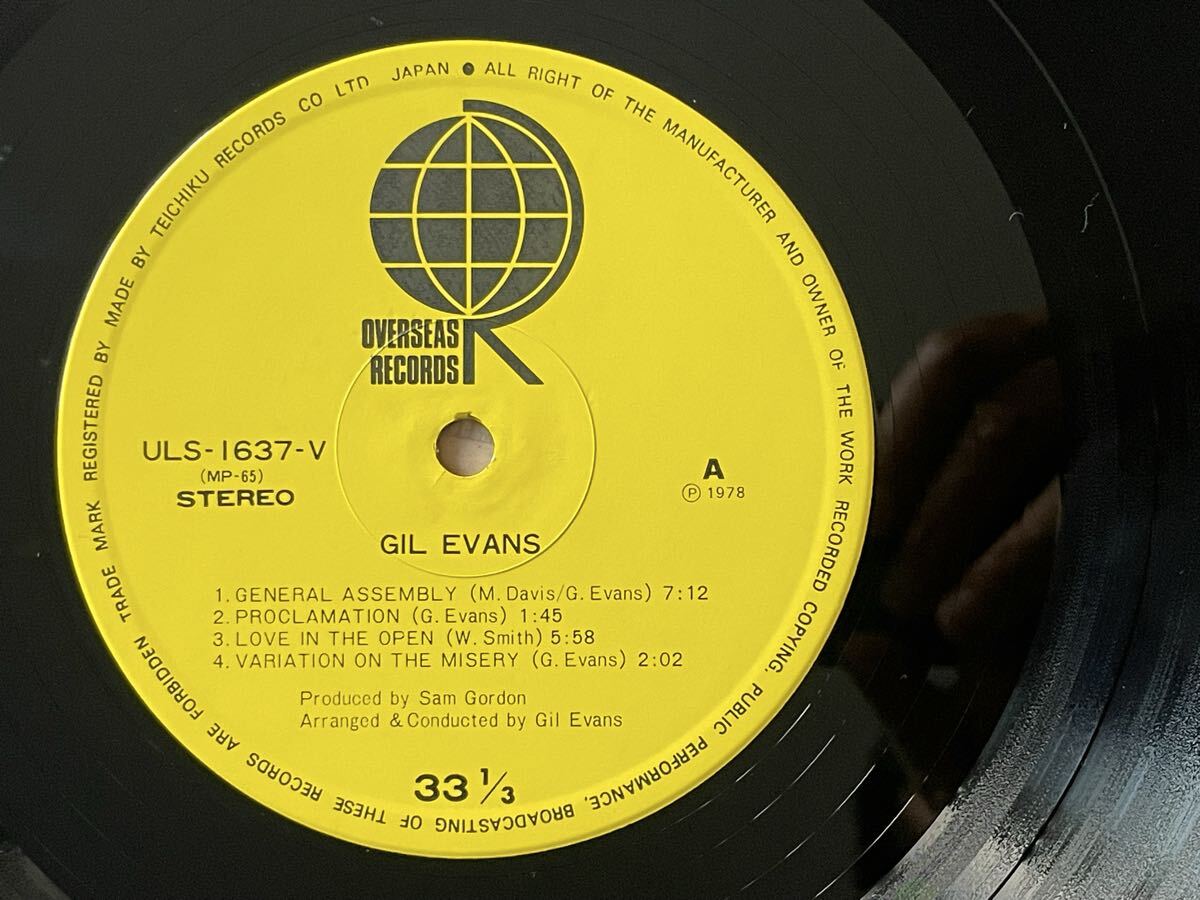 TRADE MARK REGISTERED BY MADE BY TEICHIKU RECORDS CO LTD JAPAN ● ALL RIGHT OF THE MANUFACTURER AND OWNER OF THE WORK RECORDED COPYING, PUBLIC PERFORMANCE, BROADCASTING OF THESE RECORDS ARE FORBIDDEN
OVERSEAS
RECORDS
R
ULS-1637-V
(MP-65)
STEREO
A
Ⓟ 1978
GIL EVANS
1. GENERAL ASSEMBLY (M. Davis/G. Evans) 7:12
2. PROCLAMATION (G. Evans) 1:45
3. LOVE IN THE OPEN (W. Smith) 5:58
4. VARIATION ON THE MISERY (G. Evans) 2:02
Produced by Sam Gordon
Arranged & Conducted by Gil Evans
33 1/3